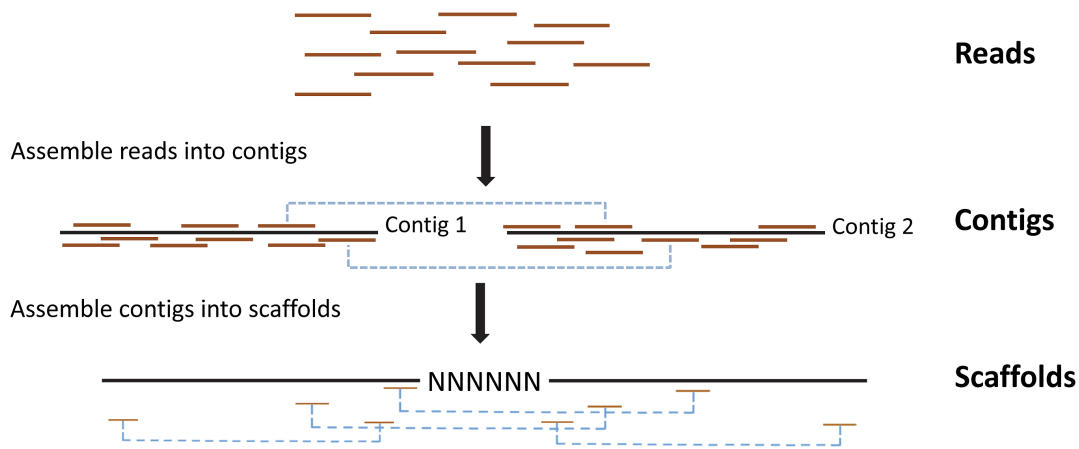 Reads
Assemble reads into contigs
Contig 1
Contig 2
Contigs
Assemble contigs into scaffolds
NNNNNN
Scaffolds